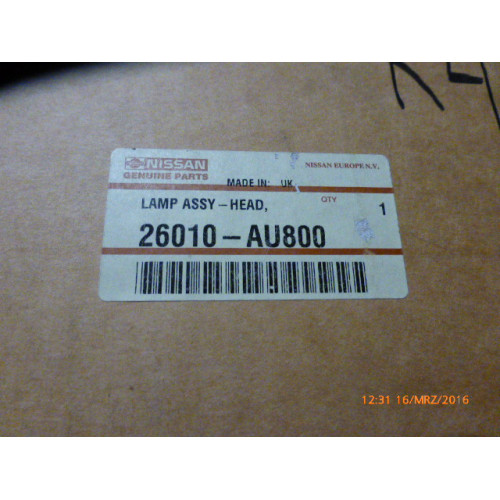 NISSAN
GENUINE PARTS
NISSAN EUROPE N.V.
MADE IN: UK
LAMP ASSY-HEAD,
QTY
1
26010-AU800
12:31 16/MRZ/2016